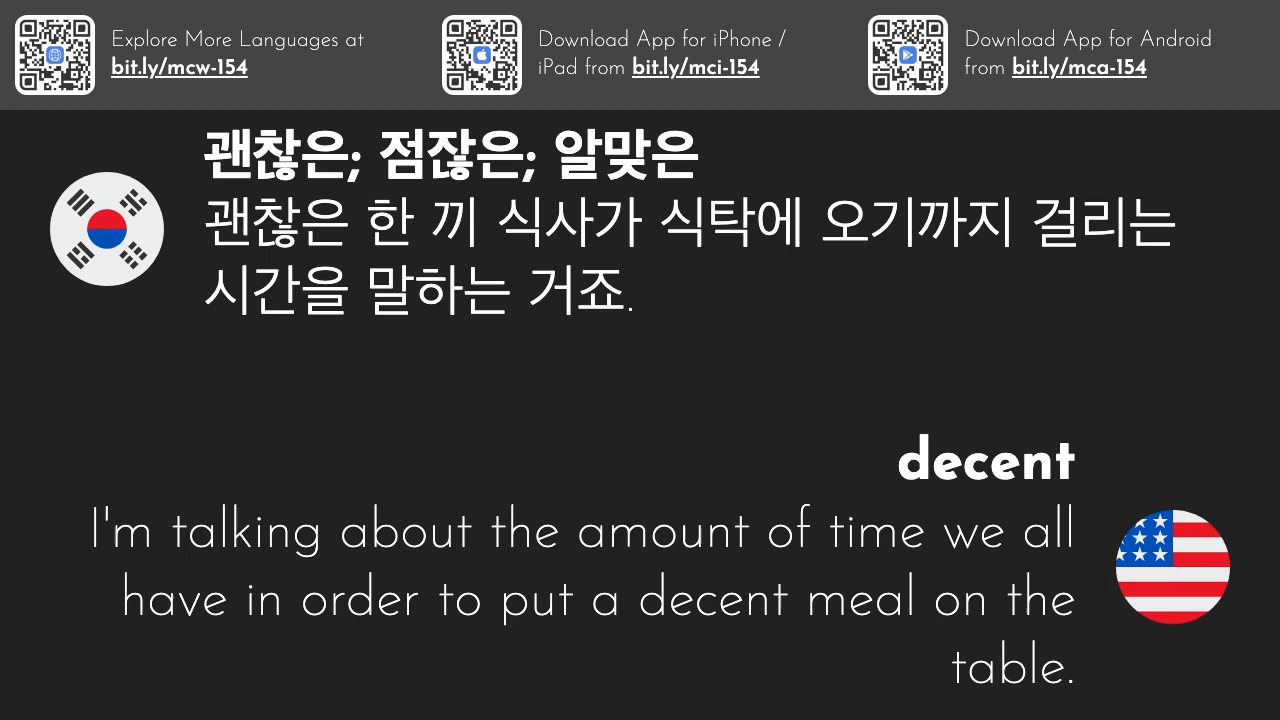 Explore More Languages at
bit.ly/mcw-154
Download App for iPhone /
iPad from bit.ly/mci-154
Download App for Android
from bit.ly/mca-154
괜찮은; 점잖은; 알맞은
괜찮은 한 끼 식사가 식탁에 오기까지 걸리는
시간을 말하는 거죠.
decent
I'm talking about the amount of time we all
have in order to put a decent meal on the
table.